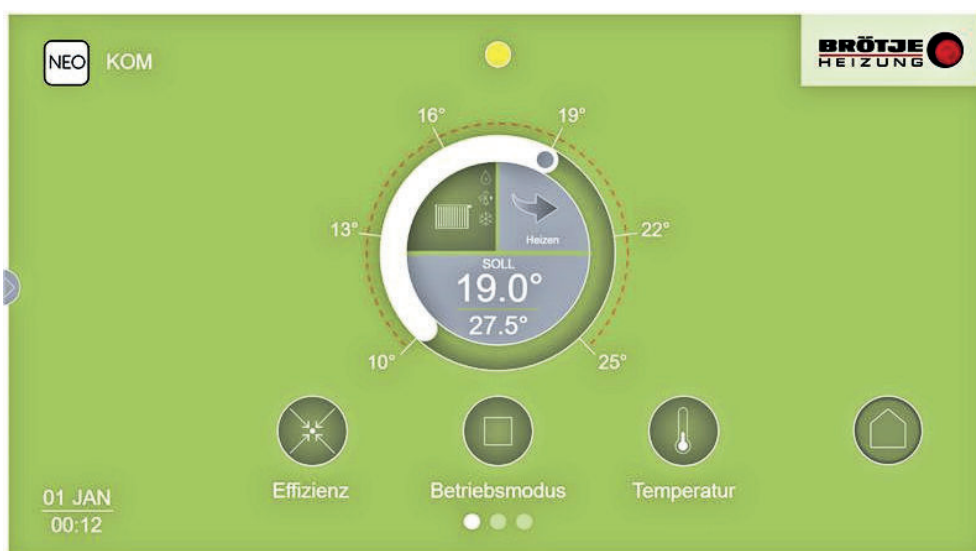 NEO KOM
BRÖTJE
HEIZUNG
16° 19°
13° 22°
Heizen
SOLL
19.0°
27.5°
10° 25°
Effizienz Betriebsmodus Temperatur
01 JAN
00:12